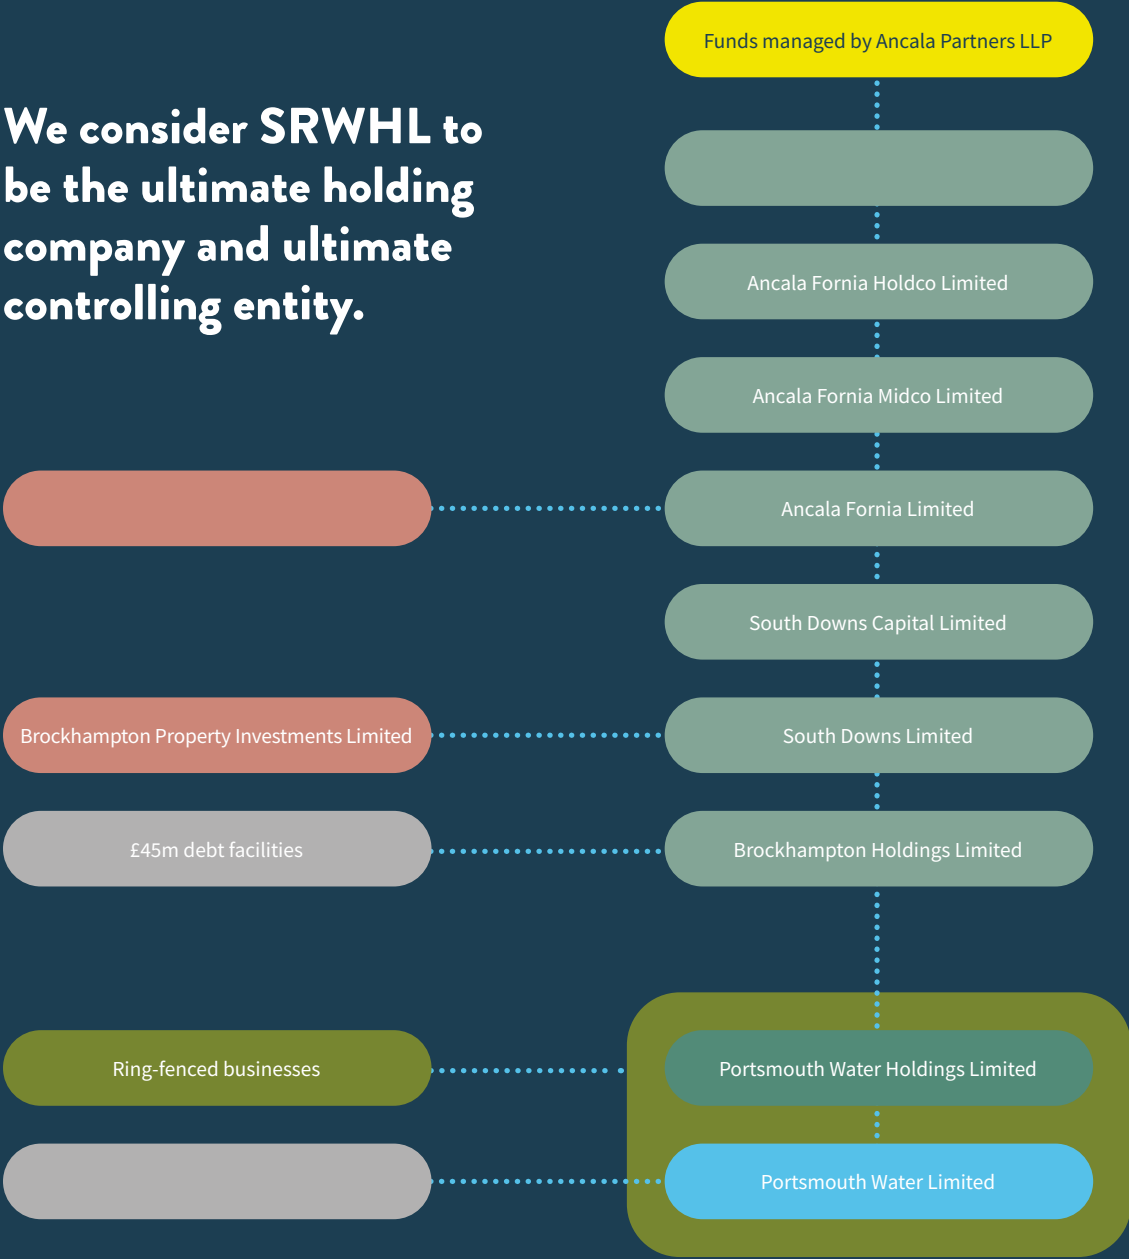 Funds managed by Ancala Partners LLP
We consider SRWHL to
be the ultimate holding
company and ultimate
controlling entity.
Ancala Fornia Holdco Limited
Ancala Fornia Midco Limited
Ancala Fornia Limited
South Downs Capital Limited
Brockhampton Property Investments Limited
South Downs Limited
£45m debt facilities
Brockhampton Holdings Limited
Ring-fenced businesses
Portsmouth Water Holdings Limited
Portsmouth Water Limited